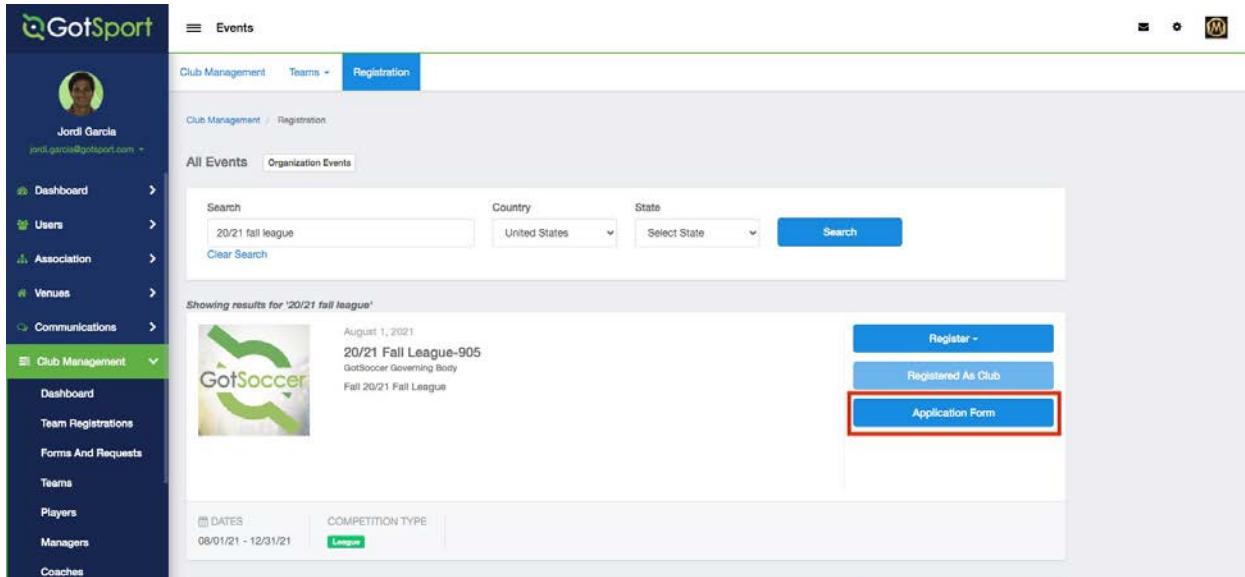 GotSport
Events
Jordi Garcia
jordi.garcia@gotsport.com
Dashboard
Users
Association
Venues
Communications
Club Management
Dashboard
Team Registrations
Forms And Requests
Teams
Players
Managers
Coaches
Club Management Teams Registration
Club Management / Registration
All Events Organization Events
Search Country State
20/21 fall league United States Select State Search
Clear Search
Showing results for '20/21 fall league'
GotSoccer
August 1, 2021
20/21 Fall League-905
GotSoccer Governing Body
Fall 20/21 Fall League
Register
Registered As Club
Application Form
DATES COMPETITION TYPE
08/01/21 - 12/31/21 League